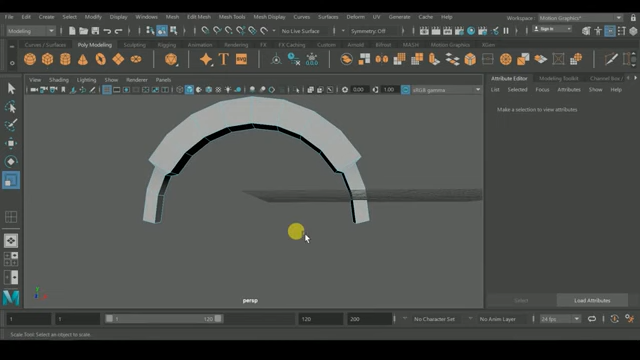 File Edit Create Select Modify Display Windows Mesh Edit Mesh Mesh Tools Mesh Display Curves Surfaces Deform UV Generate Cache Help
Workspace: Motion Graphics*
Modeling
No Live Surface
Symmetry: Off
Sign In
Curves / Surfaces Poly Modeling Sculpting Rigging Animation Rendering FX FX Caching Custom Arnold Bifrost MASH Motion Graphics XGen
View Shading Lighting Show Renderer Panels
0.00 1.00 sRGB gamma
Attribute Editor Modeling Toolkit Channel Box
List Selected Focus Attributes Show Help
Make a selection to view attributes
persp
Select Load Attributes
1 1 1 120 120 200 No Character Set No Anim Layer 24 fps
Scale Tool: Select an object to scale.